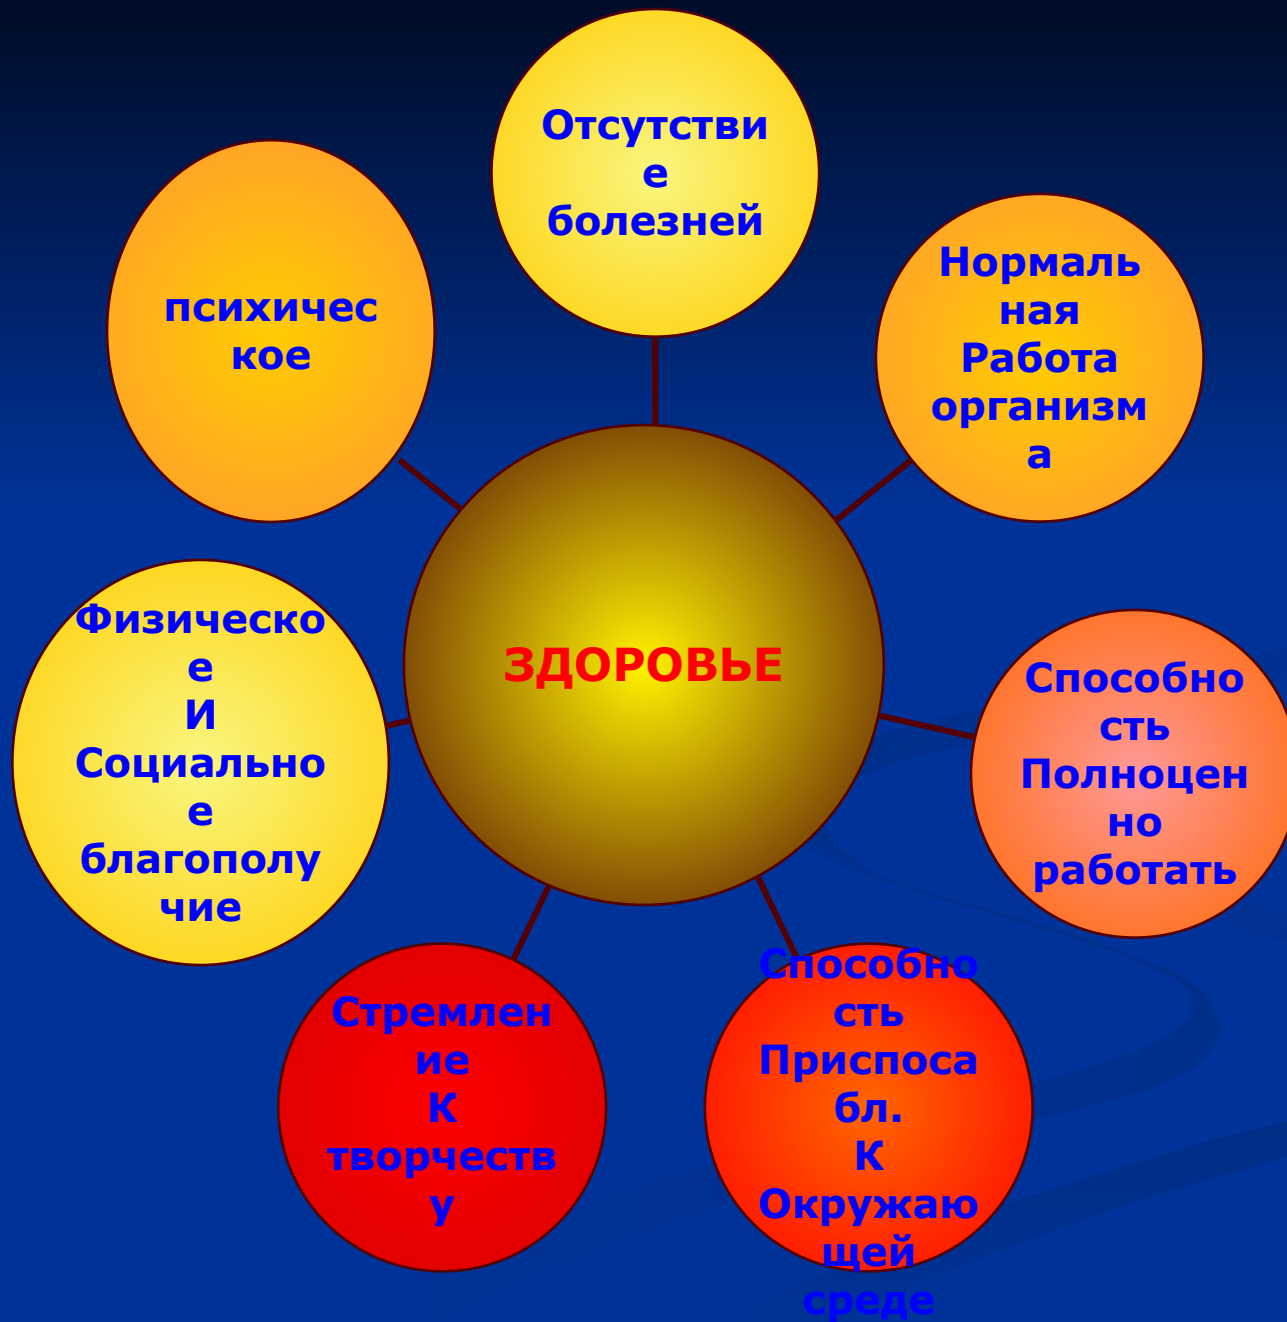 Отсутстви
е
болезней
Нормаль
ная
Работа
организм
а
Способно
сть
Полноцен
но
работать
Способно
сть
Приспоса
бл.
К
Окружаю
щей
среде
Стремлен
ие
К
творчеств
у
Физическо
е
И
Социально
е
благополу
чие
психичес
кое
ЗДОРОВЬЕ